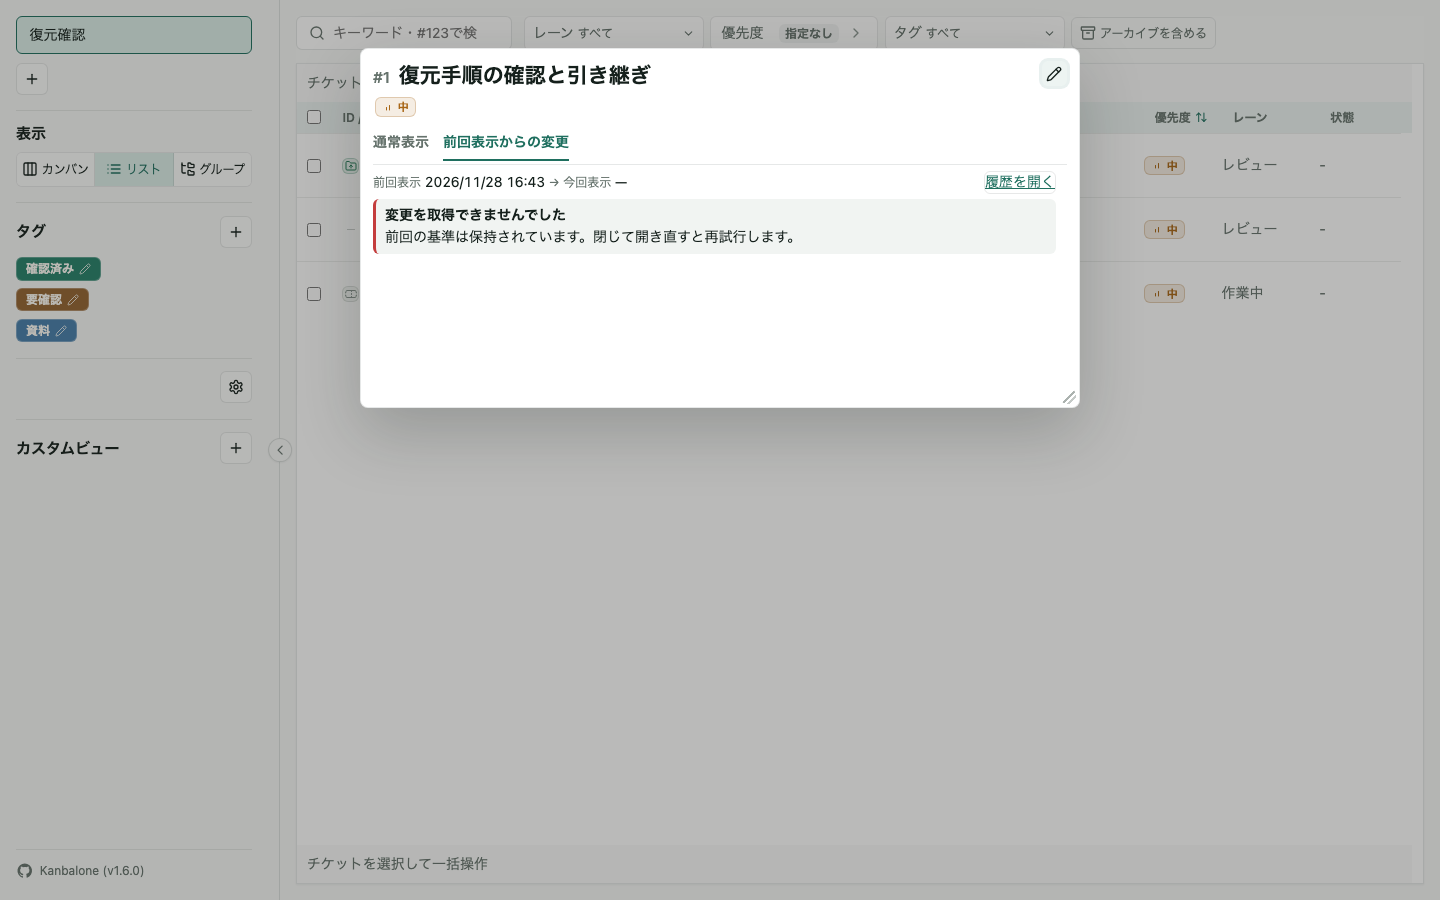 復元確認
表示
カンバン
リスト
グループ
タグ
確認済み
要確認
資料
カスタムビュー
Kanbalone (v1.6.0)
キーワード・#123で検
レーン すべて
優先度 指定なし
タグ すべて
アーカイブを含める
チケット
ID /
優先度
レーン
状態
中
レビュー
-
中
レビュー
-
中
作業中
-
#1 復元手順の確認と引き継ぎ
中
通常表示
前回表示からの変更
前回表示 2026/11/28 16:43 → 今回表示 —
履歴を開く
変更を取得できませんでした
前回の基準は保持されています。閉じて開き直すと再試行します。
チケットを選択して一括操作